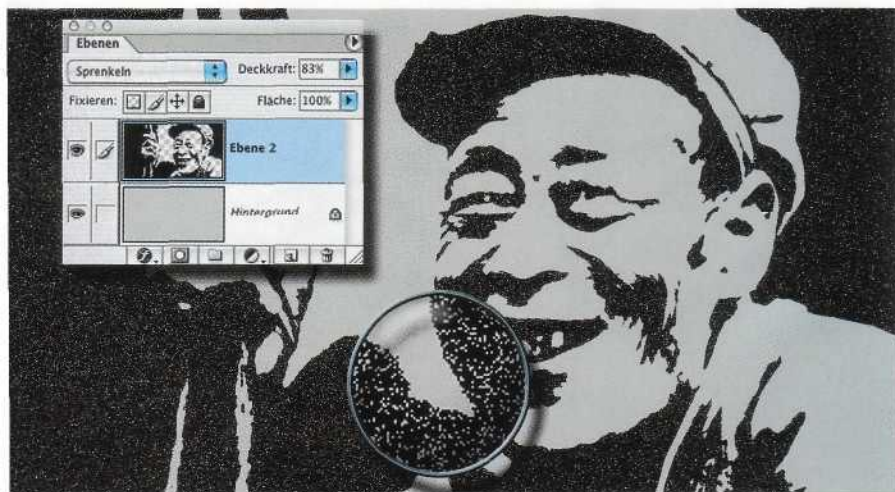 Ebenen
Sprenkeln Deckkraft: 83%
Fixieren: Fläche: 100%
Ebene 2
Hintergrund